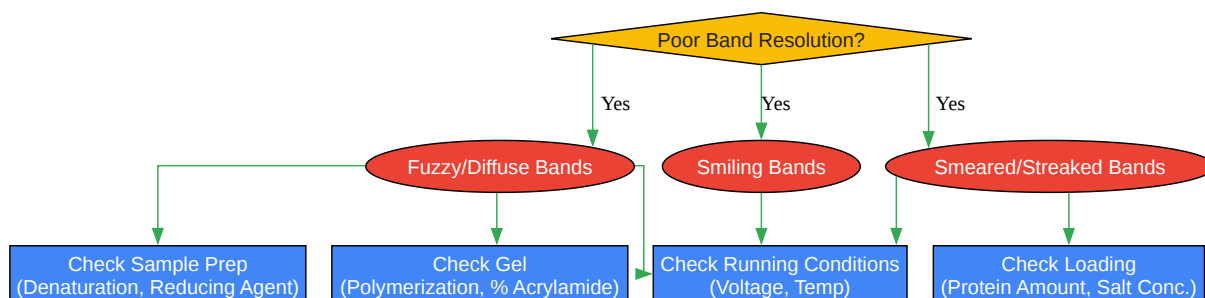 Poor Band Resolution?
Yes
Yes
Yes
Fuzzy/Diffuse Bands
Smiling Bands
Smeared/Streaked Bands
Check Sample Prep
(Denaturation, Reducing Agent)
Check Gel
(Polymerization, % Acrylamide)
Check Running Conditions
(Voltage, Temp)
Check Loading
(Protein Amount, Salt Conc.)